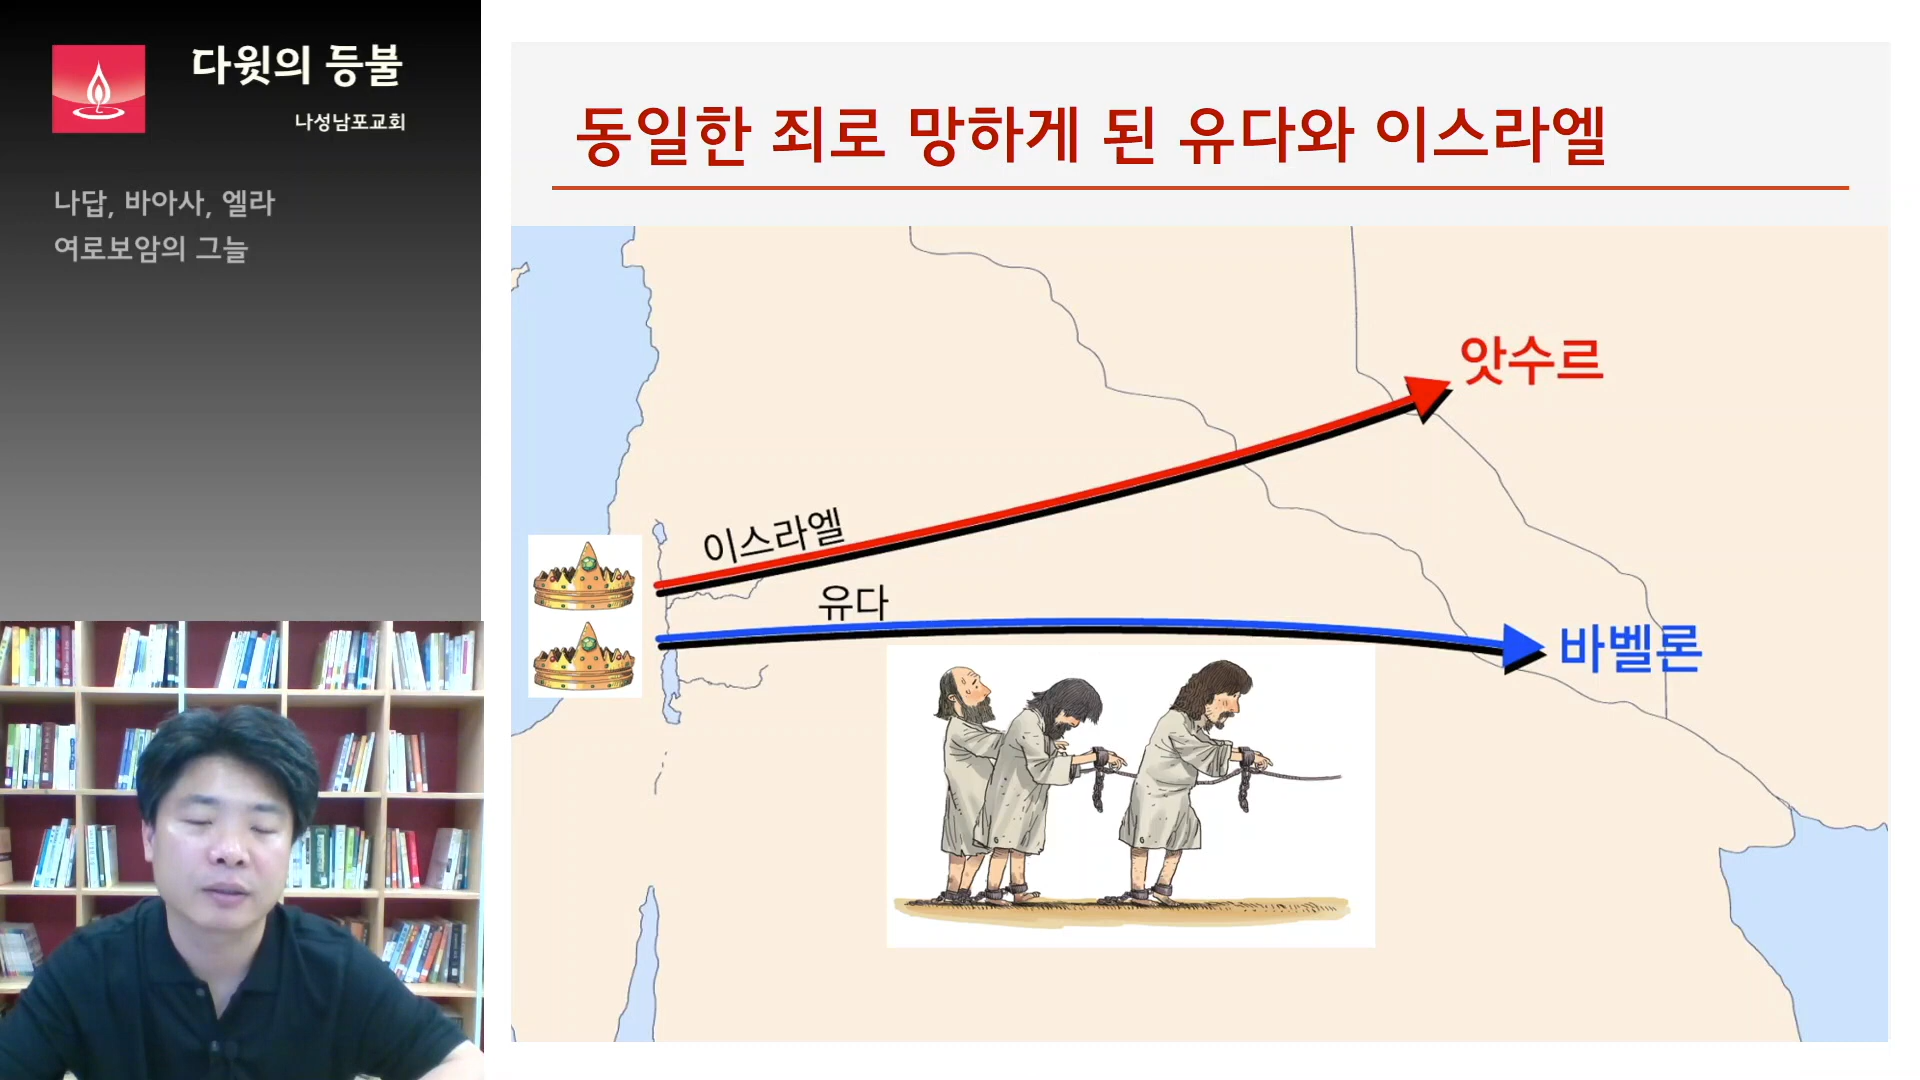 다윗의 등불
나성남포교회
나답, 바아사, 엘라
여로보암의 그늘
동일한 죄로 망하게 된 유다와 이스라엘
앗수르
이스라엘
유다
바벨론